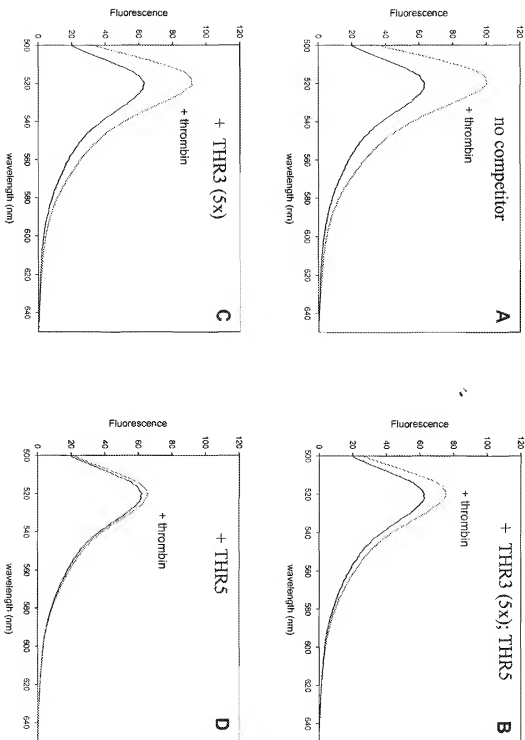 no competitor
A
Fluorescence
120
100
80
60
40
20
0
+ thrombin
500 520 540 560 580 600 620 640
wavelength (nm)
+ THR3 (5x); THR5
B
Fluorescence
120
100
80
60
40
20
0
+ thrombin
500 520 540 560 580 600 620 640
wavelength (nm)
+ THR3 (5x)
C
Fluorescence
120
100
80
60
40
20
0
+ thrombin
500 520 540 560 580 600 620 640
wavelength (nm)
+ THR5
D
Fluorescence
120
100
80
60
40
20
0
+ thrombin
500 520 540 560 580 600 620 640
wavelength (nm)